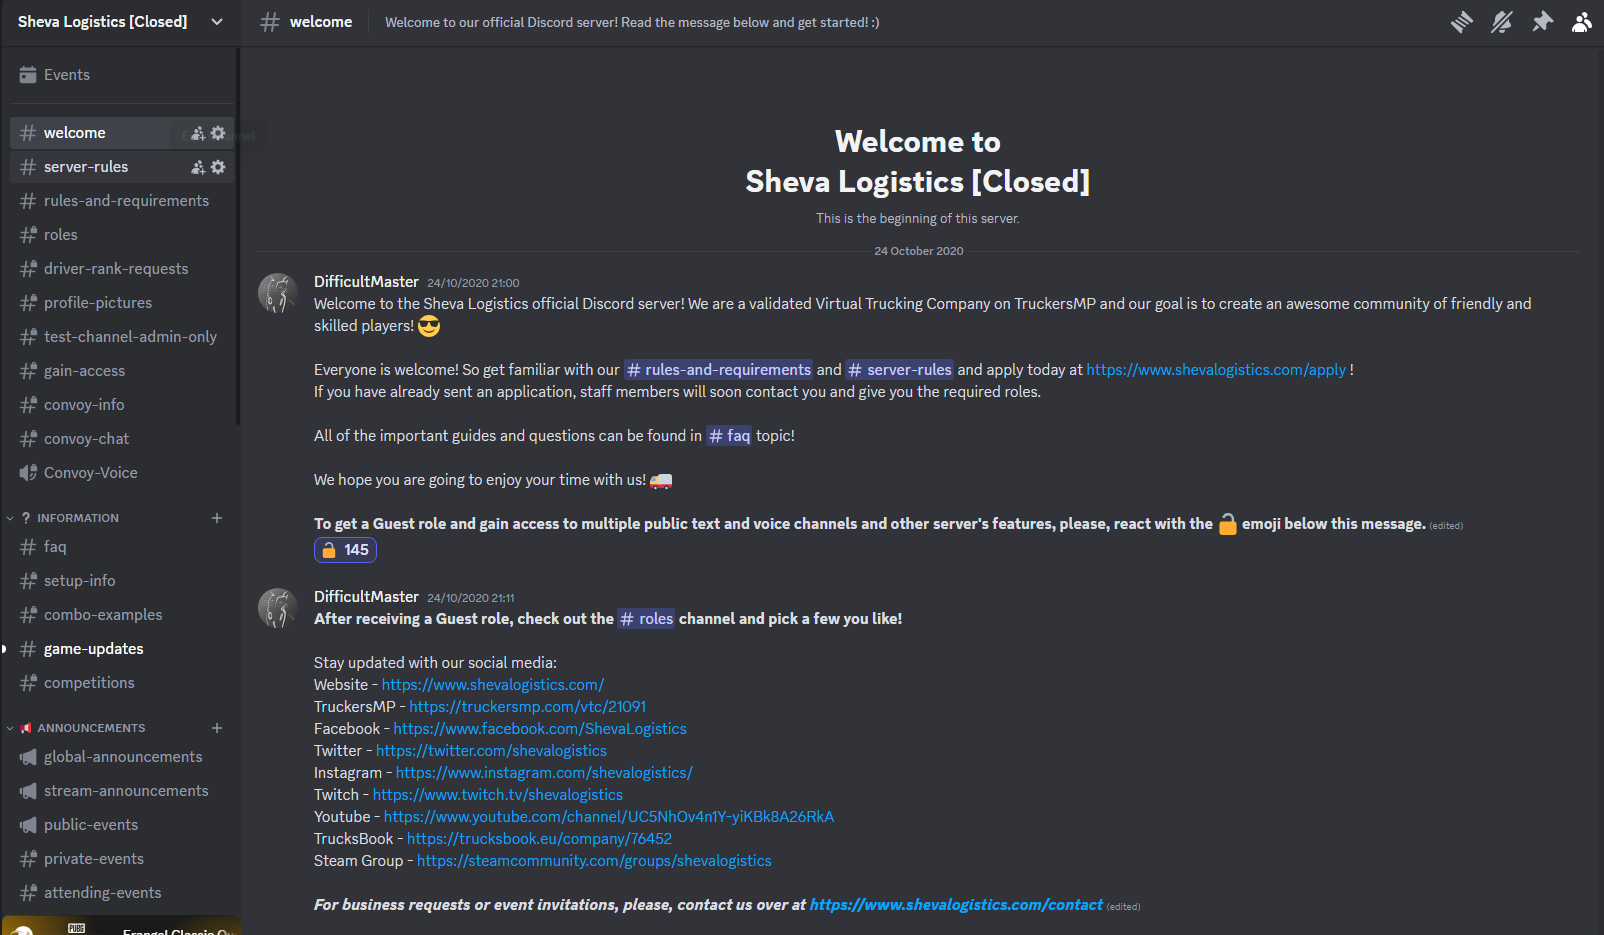 Sheva Logistics [Closed]
welcome
Welcome to our official Discord server! Read the message below and get started! :)
Events
welcome
server-rules
rules-and-requirements
roles
driver-rank-requests
profile-pictures
test-channel-admin-only
gain-access
convoy-info
convoy-chat
Convoy-Voice
INFORMATION
faq
setup-info
combo-examples
game-updates
competitions
ANNOUNCEMENTS
global-announcements
stream-announcements
public-events
private-events
attending-events
PUBG
Erangel Classic
Welcome to
Sheva Logistics [Closed]
This is the beginning of this server.
24 October 2020
DifficultMaster 24/10/2020 21:00
Welcome to the Sheva Logistics official Discord server! We are a validated Virtual Trucking Company on TruckersMP and our goal is to create an awesome community of friendly and
skilled players! 😎
Everyone is welcome! So get familiar with our # rules-and-requirements and # server-rules and apply today at https://www.shevalogistics.com/apply !
If you have already sent an application, staff members will soon contact you and give you the required roles.
All of the important guides and questions can be found in # faq topic!
We hope you are going to enjoy your time with us! 🚚
To get a Guest role and gain access to multiple public text and voice channels and other server's features, please, react with the 🔓 emoji below this message. (edited)
🔓 145
DifficultMaster 24/10/2020 21:11
After receiving a Guest role, check out the # roles channel and pick a few you like!
Stay updated with our social media:
Website - https://www.shevalogistics.com/
TruckersMP - https://truckersmp.com/vtc/21091
Facebook - https://www.facebook.com/ShevaLogistics
Twitter - https://twitter.com/shevalogistics
Instagram - https://www.instagram.com/shevalogistics/
Twitch - https://www.twitch.tv/shevalogistics
Youtube - https://www.youtube.com/channel/UC5NhOv4n1Y-yiKBk8A26RkA
TrucksBook - https://trucksbook.eu/company/76452
Steam Group - https://steamcommunity.com/groups/shevalogistics
For business requests or event invitations, please, contact us over at https://www.shevalogistics.com/contact (edited)